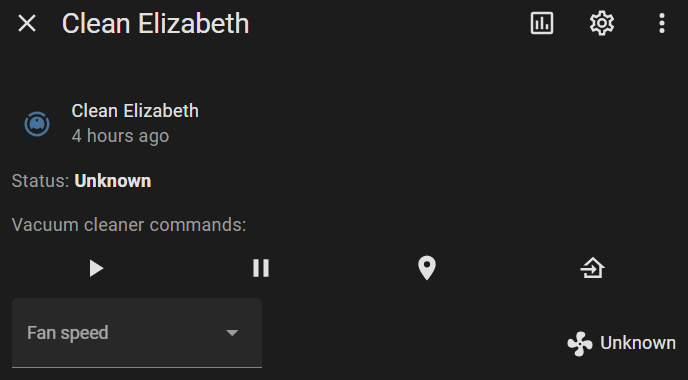 Clean Elizabeth
Clean Elizabeth
4 hours ago
Status: Unknown
Vacuum cleaner commands:
Fan speed
Unknown